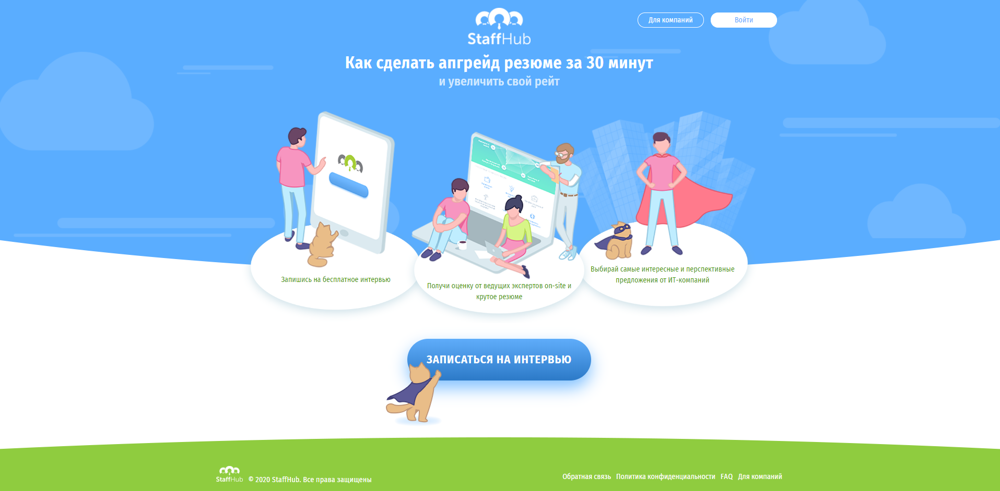 StaffHub
Для компаний
Войти
Как сделать апгрейд резюме за 30 минут
и увеличить свой рейт
Запишись на бесплатное интервью
Получи оценку от ведущих экспертов on-site и
крутое резюме
Выбирай самые интересные и перспективные
предложения от ИТ-компаний
ЗАПИСАТЬСЯ НА ИНТЕРВЬЮ
StaffHub
© 2020 StaffHub. Все права защищены
Обратная связь Политика конфиденциальности FAQ Для компаний